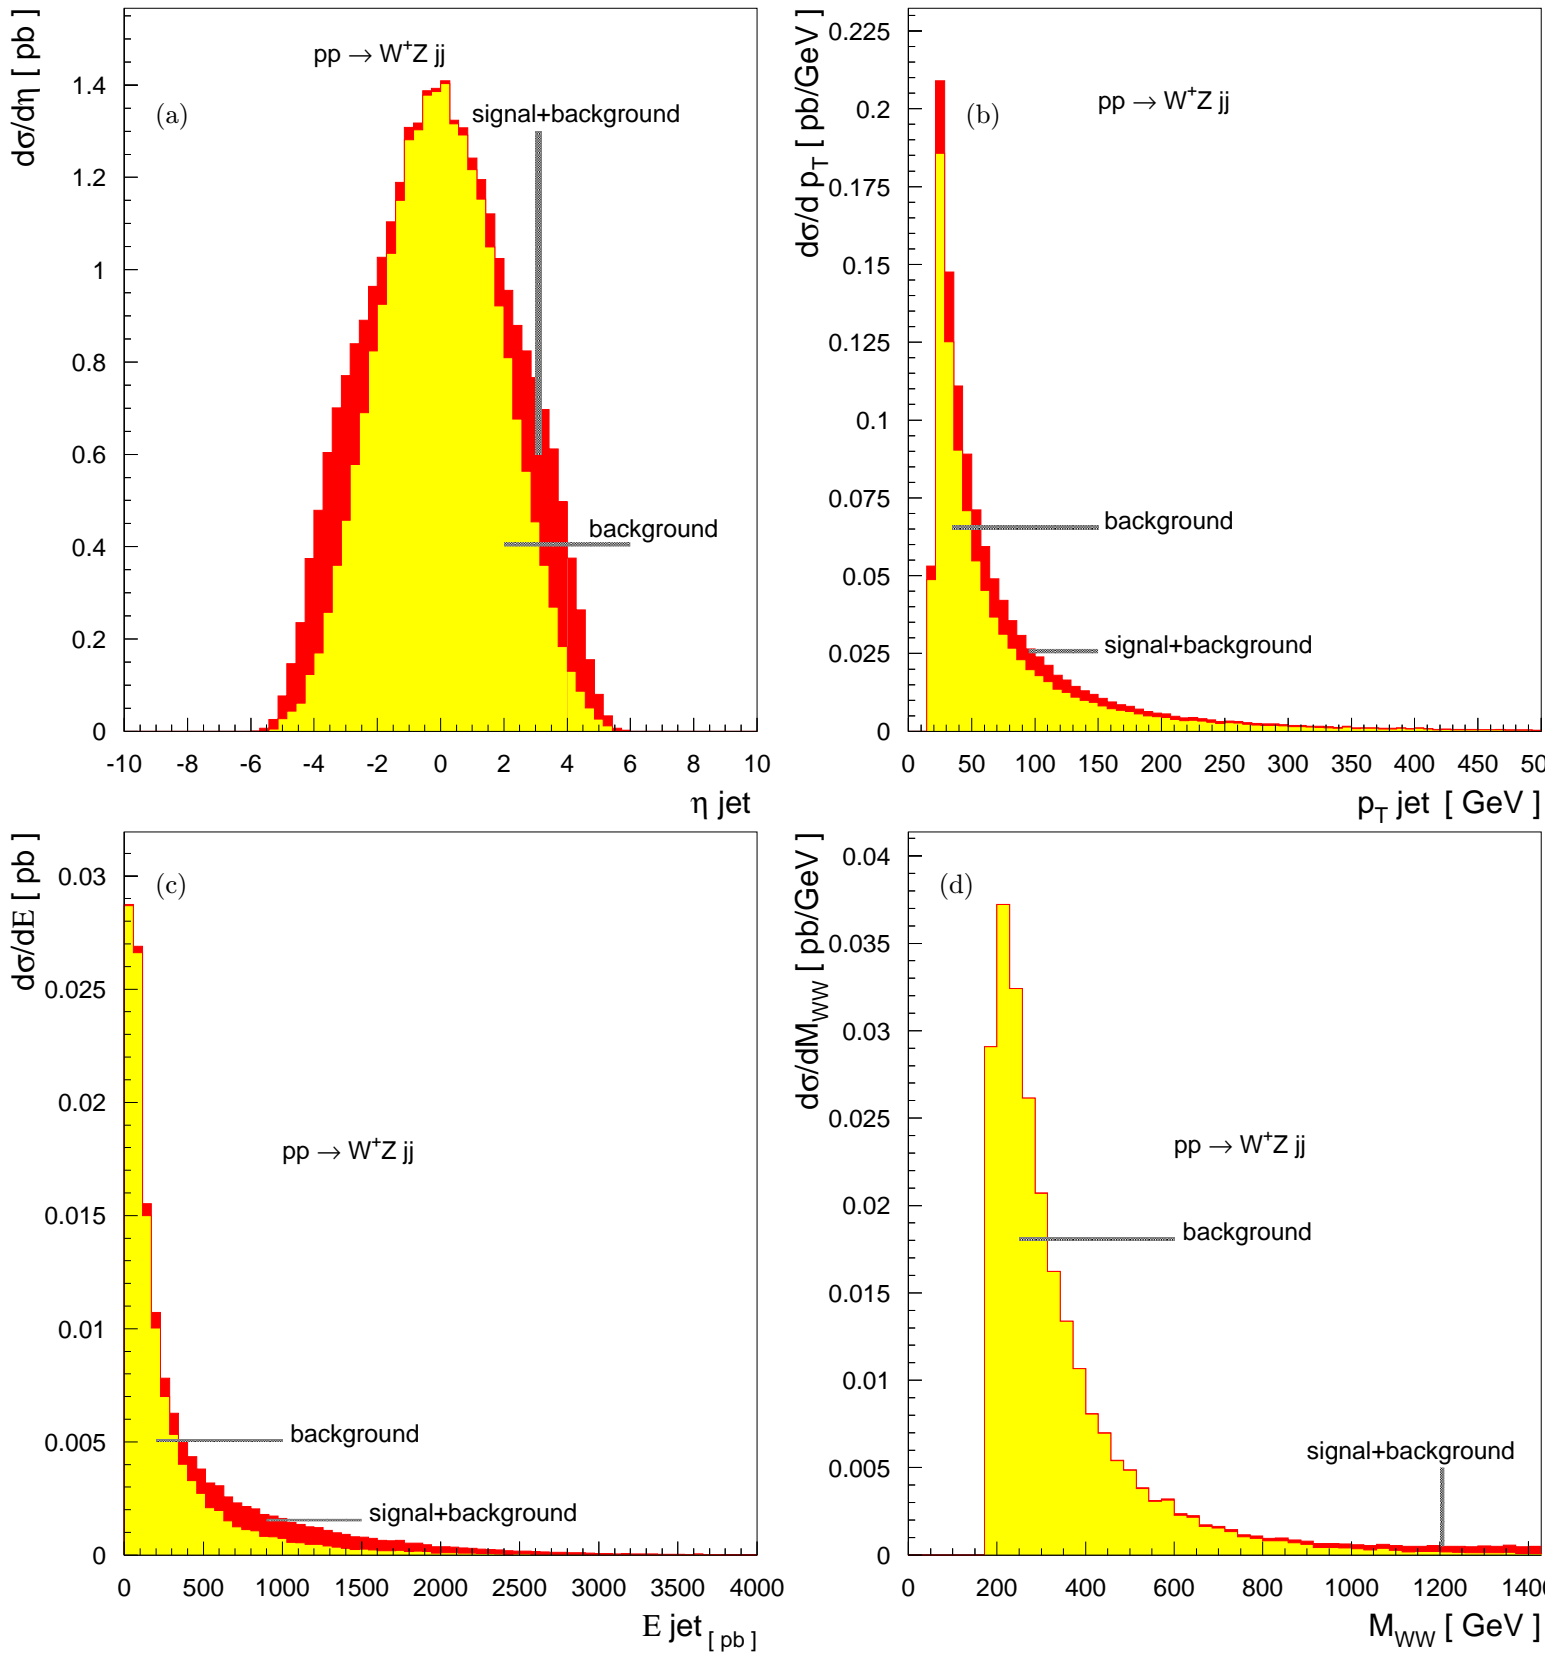 dσ/dη [ pb]
pp → W⁺Z jj
(a)
signal+background
background
1.4
1.2
1
0.8
0.6
0.4
0.2
0
-10 -8 -6 -4 -2 0 2 4 6 8 10
η jet
dσ/d p_T [ pb/GeV]
pp → W⁺Z jj
(b)
background
signal+background
0.225
0.2
0.175
0.15
0.125
0.1
0.075
0.05
0.025
0
0 50 100 150 200 250 300 350 400 450
p_T jet [ GeV ]
dσ/dE [ pb]
(c)
pp → W⁺Z jj
background
signal+background
0.03
0.025
0.02
0.015
0.01
0.005
0
0 500 1000 1500 2000 2500 3000 3500 4000
E jet [ pb ]
dσ/dM_WW [ pb/GeV]
(d)
pp → W⁺Z jj
background
signal+background
0.04
0.035
0.03
0.025
0.02
0.015
0.01
0.005
0
0 200 400 600 800 1000 1200 1400
M_WW [ GeV]